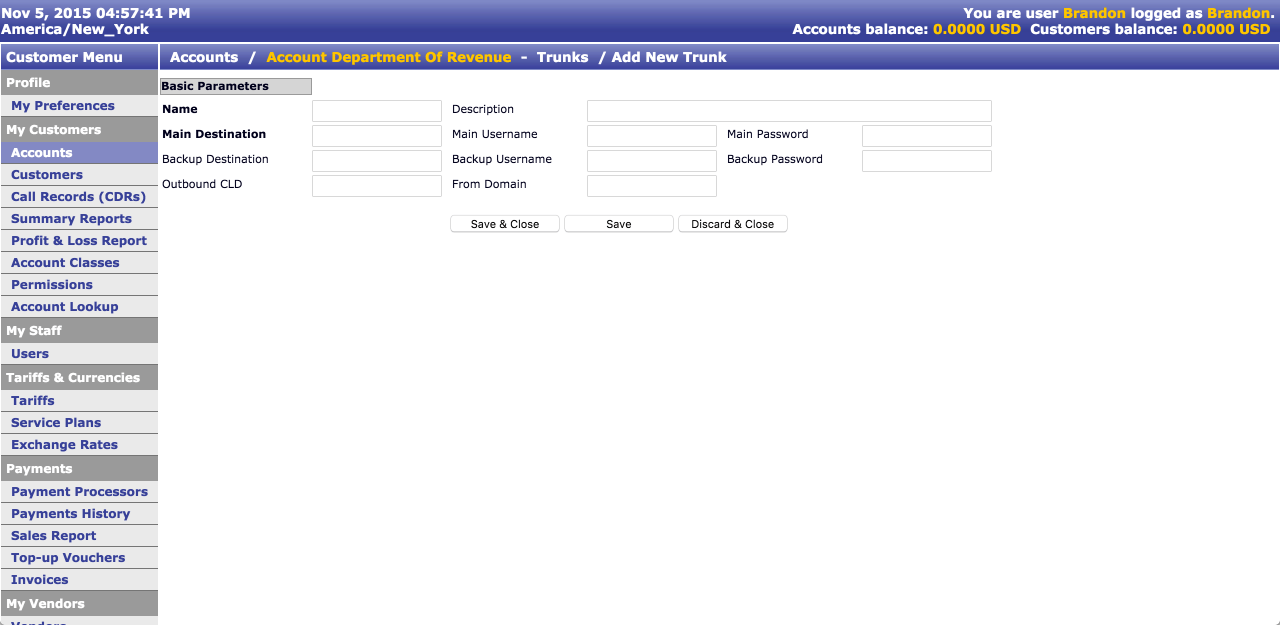 Nov 5, 2015 04:57:41 PM
America/New_York
You are user Brandon logged as Brandon.
Accounts balance: 0.0000 USD Customers balance: 0.0000 USD
Customer Menu
Profile
My Preferences
My Customers
Accounts
Customers
Call Records (CDRs)
Summary Reports
Profit & Loss Report
Account Classes
Permissions
Account Lookup
My Staff
Users
Tariffs & Currencies
Tariffs
Service Plans
Exchange Rates
Payments
Payment Processors
Payments History
Sales Report
Top-up Vouchers
Invoices
My Vendors
Vendors
Accounts / Account Department Of Revenue - Trunks / Add New Trunk
Basic Parameters
Name Description
Main Destination Main Username Main Password
Backup Destination Backup Username Backup Password
Outbound CLD From Domain
Save & Close Save Discard & Close